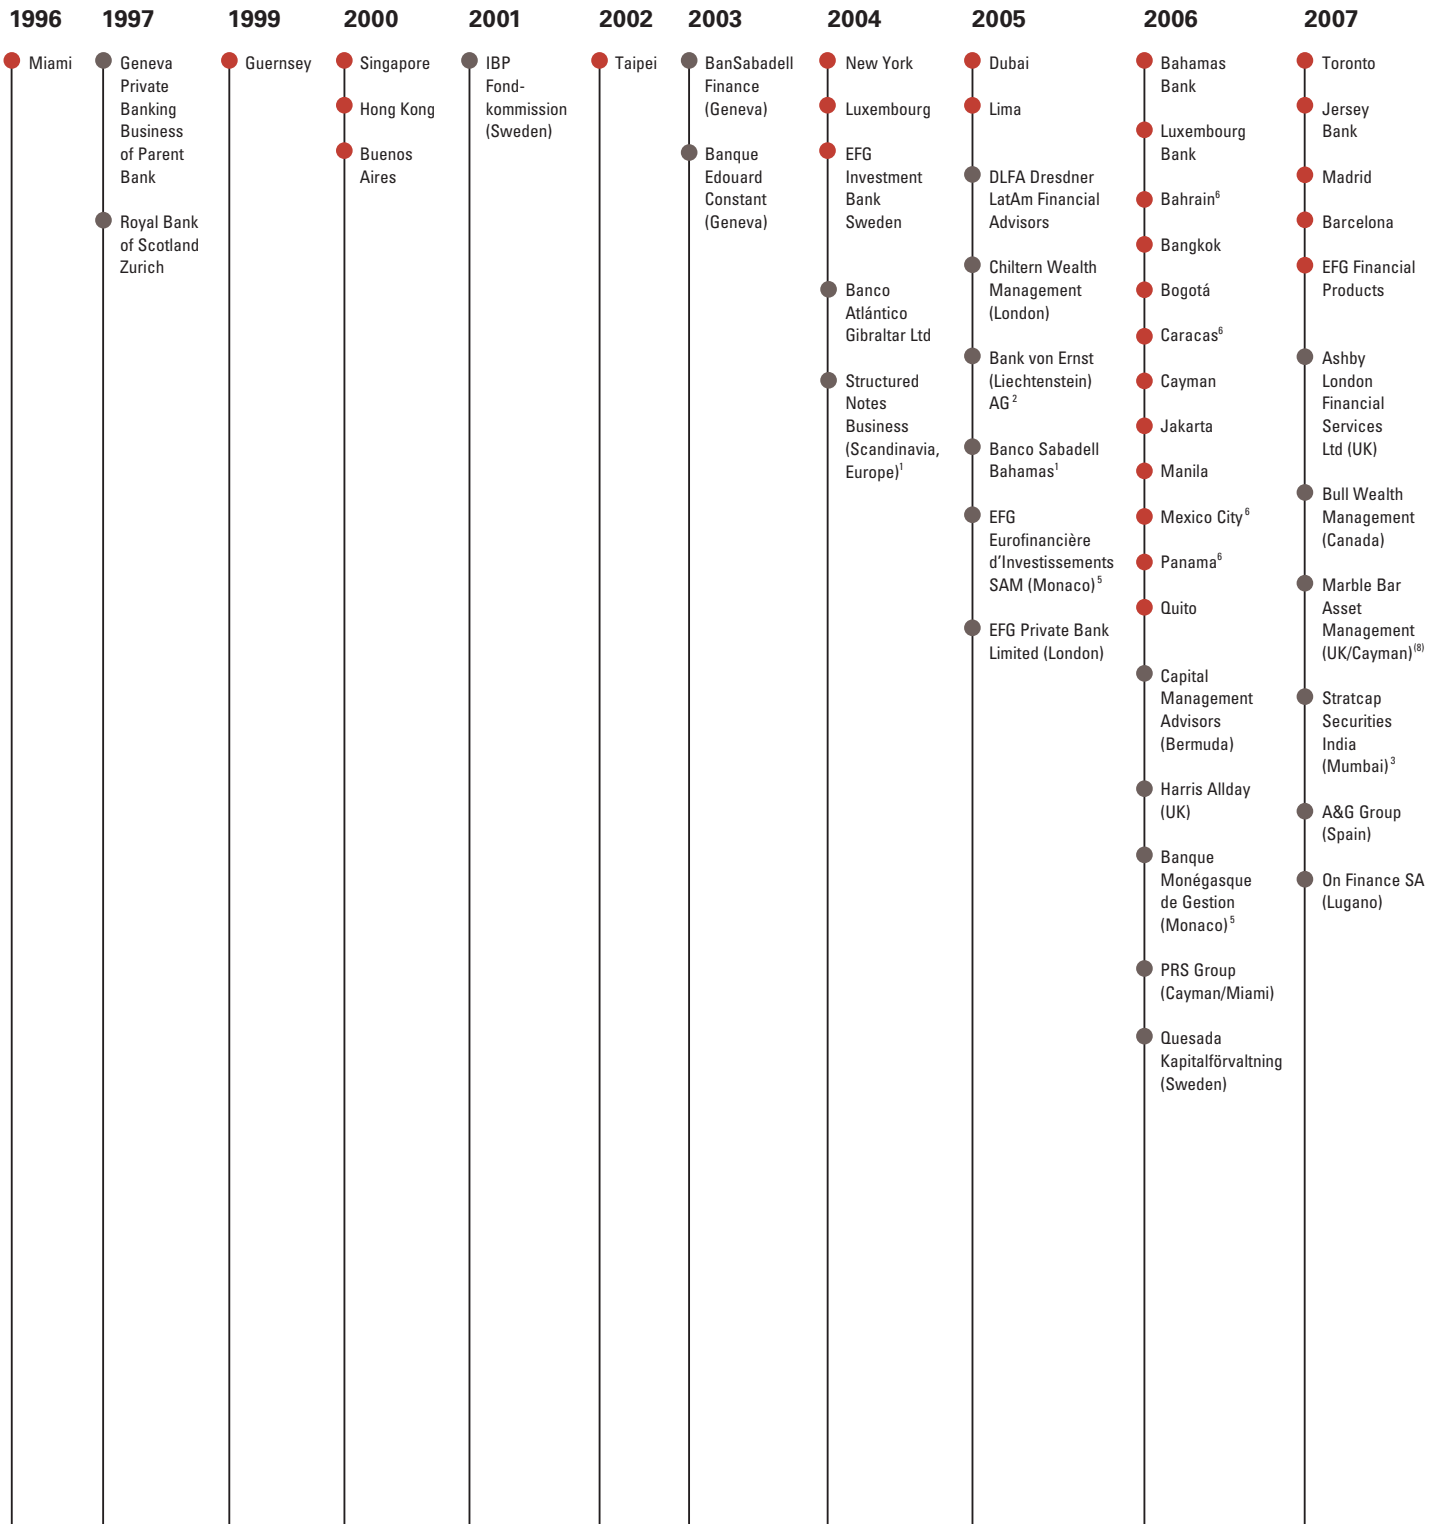 1996
Miami
1997
Geneva
Private
Banking
Business
of Parent
Bank
Royal Bank
of Scotland
Zurich
1999
Guernsey
2000
Singapore
Hong Kong
Buenos
Aires
2001
IBP
Fond-
kommission
(Sweden)
2002
Taipei
2003
BanSabadell
Finance
(Geneva)
Banque
Edouard
Constant
(Geneva)
2004
New York
Luxembourg
EFG
Investment
Bank
Sweden
Banco
Atlántico
Gibraltar Ltd
Structured
Notes
Business
(Scandinavia,
Europe)1
2005
Dubai
Lima
DLFA Dresdner
LatAm Financial
Advisors
Chiltern Wealth
Management
(London)
Bank von Ernst
(Liechtenstein)
AG 2
Banco Sabadell
Bahamas1
EFG
Eurofinancière
d'Investissements
SAM (Monaco) 5
EFG Private Bank
Limited (London)
2006
Bahamas
Bank
Luxembourg
Bank
Bahrain6
Bangkok
Bogotá
Caracas6
Cayman
Jakarta
Manila
Mexico City 6
Panama6
Quito
Capital
Management
Advisors
(Bermuda)
Harris Allday
(UK)
Banque
Monégasque
de Gestion
(Monaco) 5
PRS Group
(Cayman/Miami)
Quesada
Kapitalförvaltning
(Sweden)
2007
Toronto
Jersey
Bank
Madrid
Barcelona
EFG Financial
Products
Ashby
London
Financial
Services
Ltd (UK)
Bull Wealth
Management
(Canada)
Marble Bar
Asset
Management
(UK/Cayman)(8)
Stratcap
Securities
India
(Mumbai) 3
A&G Group
(Spain)
On Finance SA
(Lugano)